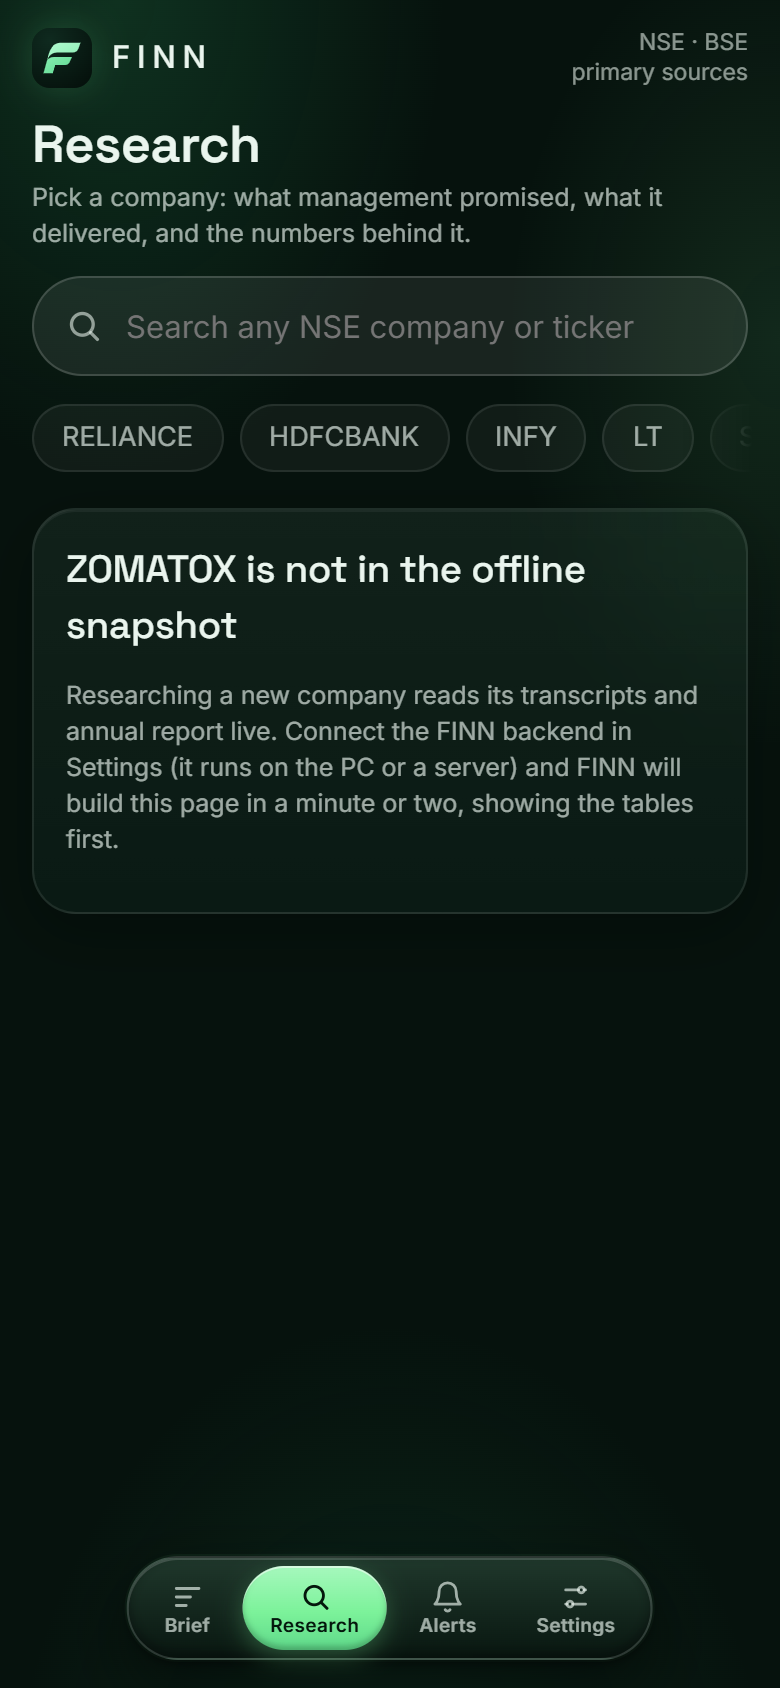 FINN
NSE · BSE
primary sources
Research
Pick a company: what management promised, what it
delivered, and the numbers behind it.
Search any NSE company or ticker
RELIANCE
HDFCBANK
INFY
LT
ZOMATOX is not in the offline
snapshot
Researching a new company reads its transcripts and
annual report live. Connect the FINN backend in
Settings (it runs on the PC or a server) and FINN will
build this page in a minute or two, showing the tables
first.
Brief
Research
Alerts
Settings